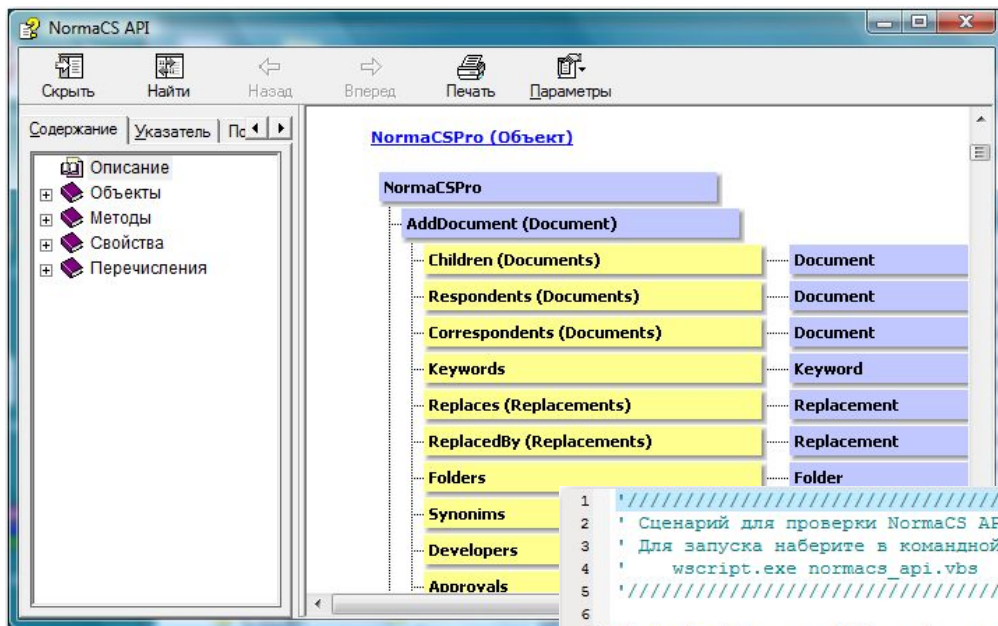 NormaCS API
Скрыть Найти Назад Вперед Печать Параметры
Содержание Указатель
Описание
Объекты
Методы
Свойства
Перечисления
NormaCSPro (Объект)
NormaCSPro
AddDocument (Document)
Children (Documents) Document
Respondents (Documents) Document
Correspondents (Documents) Document
Keywords Keyword
Replaces (Replacements) Replacement
ReplacedBy (Replacements) Replacement
Folders Folder
Synonims
Developers
Approvals
1 '//////////////////////////////////
2 ' Сценарий для проверки NormaCS AP
3 ' Для запуска наберите в командной
4 ' wscript.exe normacs_api.vbs
5 '//////////////////////////////////
6